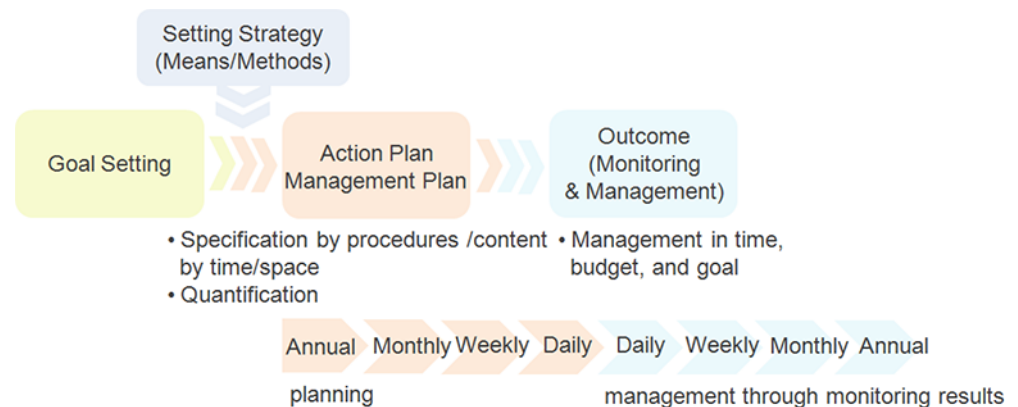 Setting Strategy
(Means/Methods)
Goal Setting
Action Plan
Management Plan
Outcome
(Monitoring
& Management)
• Specification by procedures /content
by time/space
• Quantification
• Management in time,
budget, and goal
Annual Monthly Weekly Daily Daily Weekly Monthly Annual
planning management through monitoring results